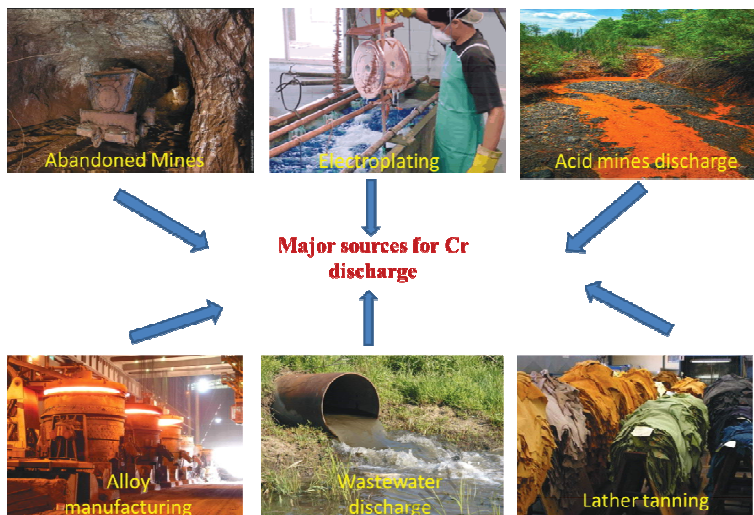 Abandoned Mines
Electroplating
Acid mines discharge
Major sources for Cr
discharge
Alloy
manufacturing
Wastewater
discharge
Lather tanning